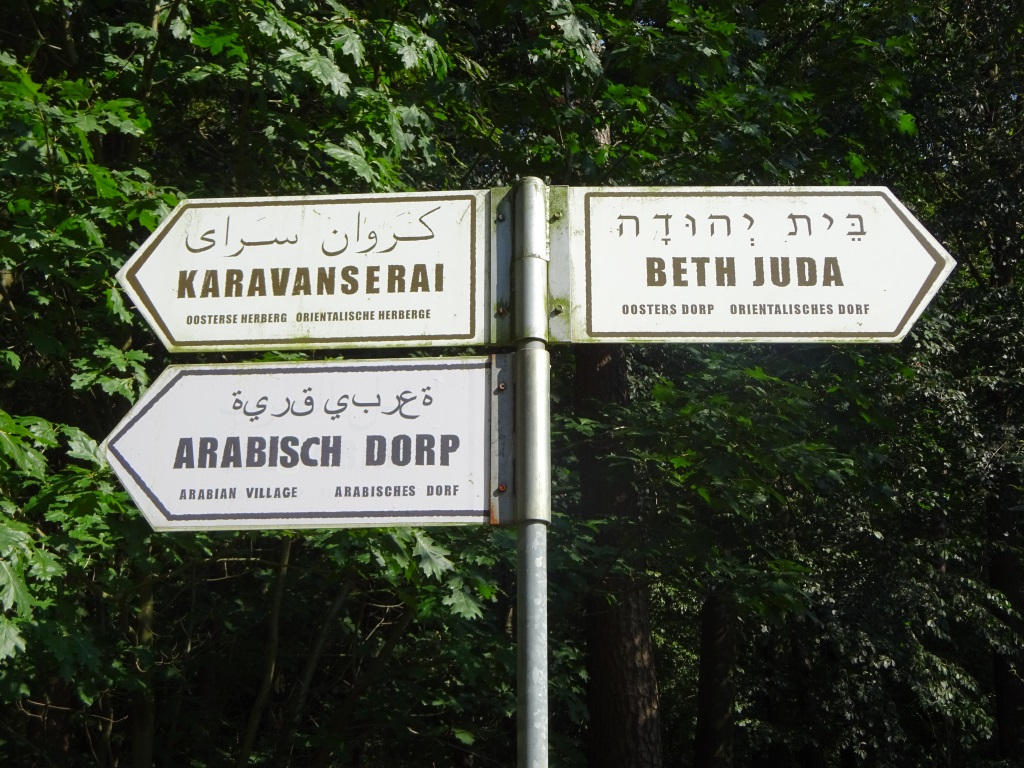 كروان سراى
KARAVANSERAI
OOSTERSE HERBERG ORIENTALISCHE HERBERGE
בֵּית יְהוּדָה
BETH JUDA
OOSTERS DORP ORIENTALISCHES DORF
ةعربي قرية
ARABISCH DORP
ARABIAN VILLAGE ARABISCHES DORF